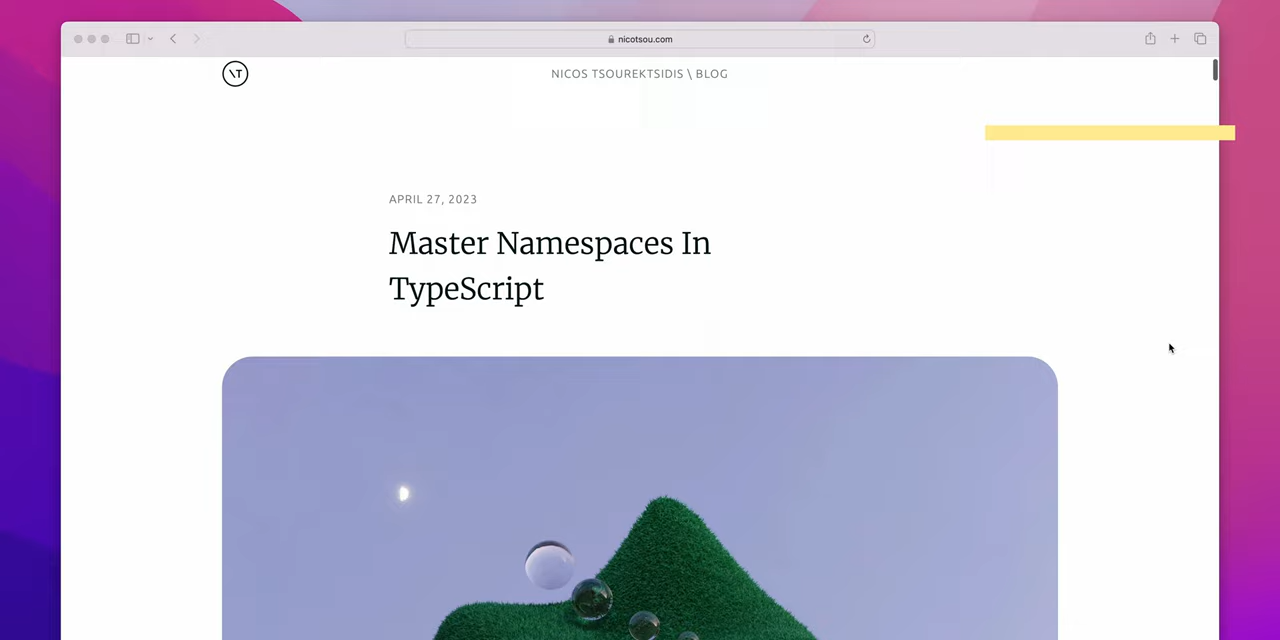 nicotsou.com
\T
NICOS TSOUREKTSIDIS \ BLOG
APRIL 27, 2023
Master Namespaces In
TypeScript